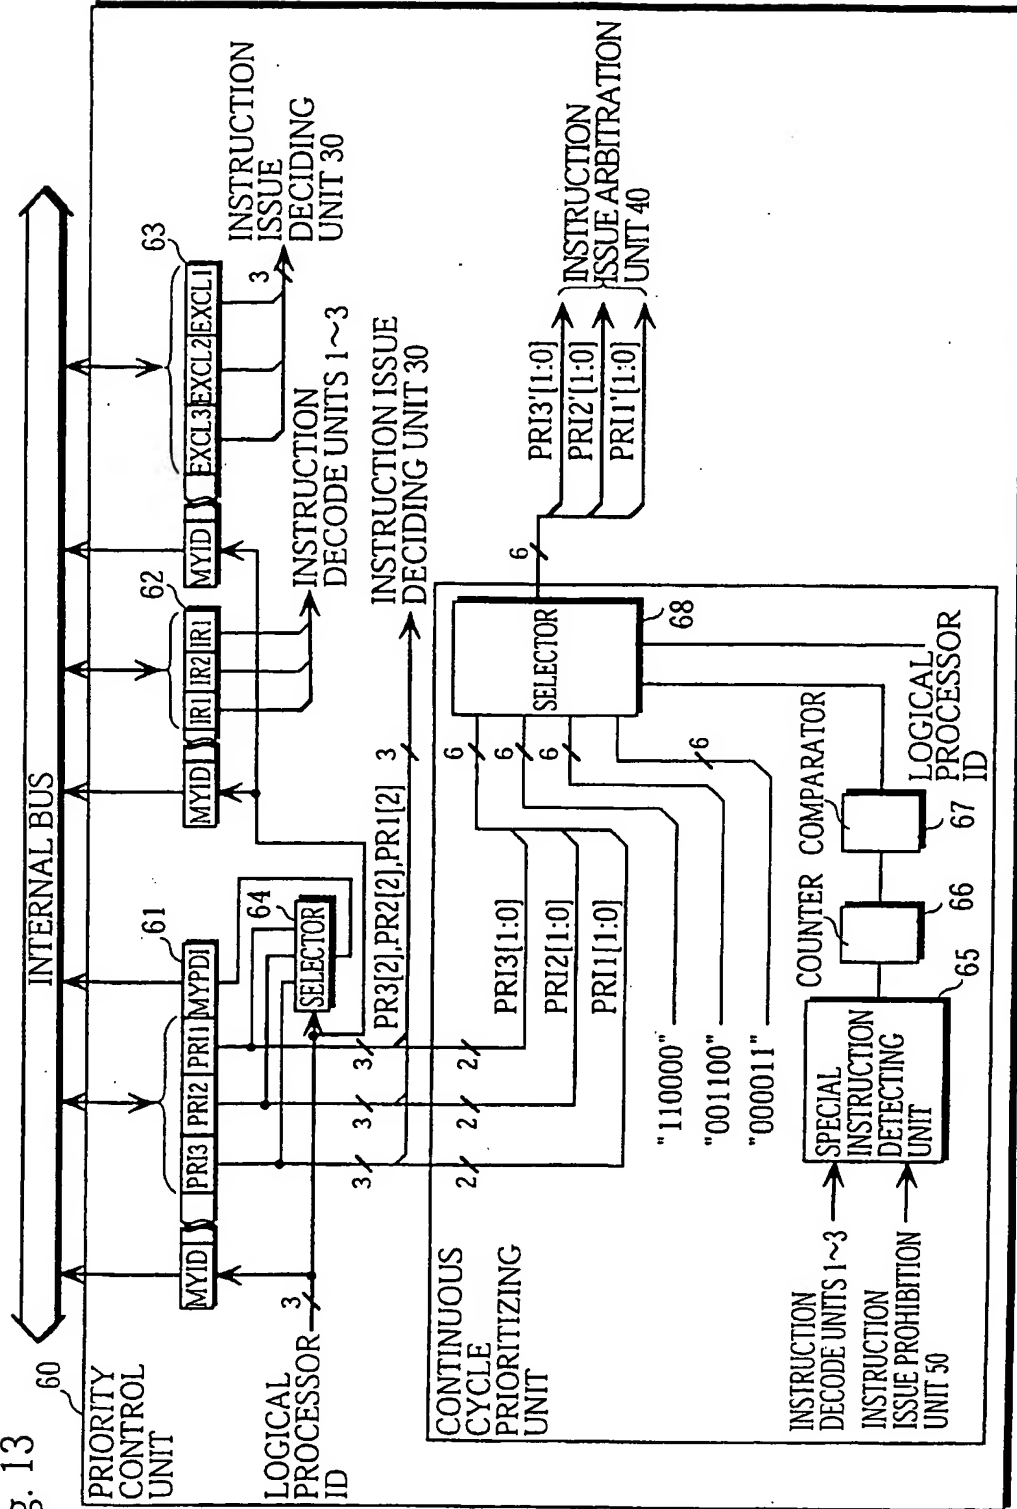 g. 13
INTERNAL BUS
60
PRIORITY
CONTROL
UNIT
61
MYID
PRI3
PRI2
PRI1
MYPDI
62
MYID
IR1
IR2
IR1
63
MYID
EXCL3
EXCL2
EXCL1
3
INSTRUCTION
ISSUE
DECIDING
UNIT 30
INSTRUCTION
DECODE UNITS 1~3
64
SELECTOR
LOGICAL
PROCESSOR
ID
3
3
3
3
PR3[2],PR2[2],PR1[2]
3
INSTRUCTION ISSUE
DECIDING UNIT 30
CONTINUOUS
CYCLE
PRIORITIZING
UNIT
2
2
2
PRI3[1:0]
PRI2[1:0]
PRI1[1:0]
6
6
6
6
"110000"
"001100"
"000011"
SELECTOR
68
6
PRI3'[1:0]
PRI2'[1:0]
PRI1'[1:0]
INSTRUCTION
ISSUE ARBITRATION
UNIT 40
INSTRUCTION
DECODE UNITS 1~3
INSTRUCTION
ISSUE PROHIBITION
UNIT 50
SPECIAL
INSTRUCTION
DETECTING
UNIT
65
COUNTER
66
COMPARATOR
67
LOGICAL
PROCESSOR
ID